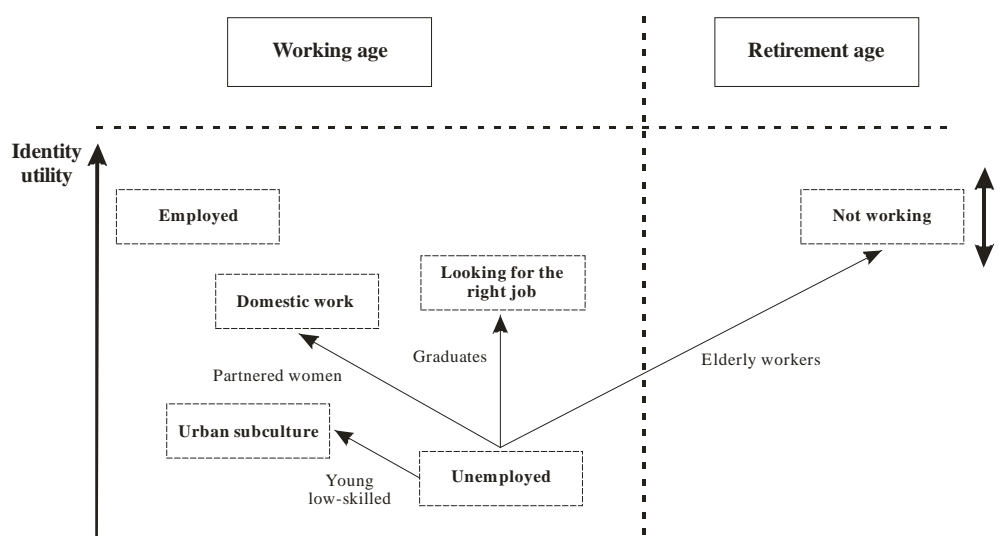 Working age
Retirement age
Identity
utility
Employed
Not working
Looking for the
right job
Domestic work
Graduates
Elderly workers
Partnered women
Urban subculture
Unemployed
Young
low-skilled